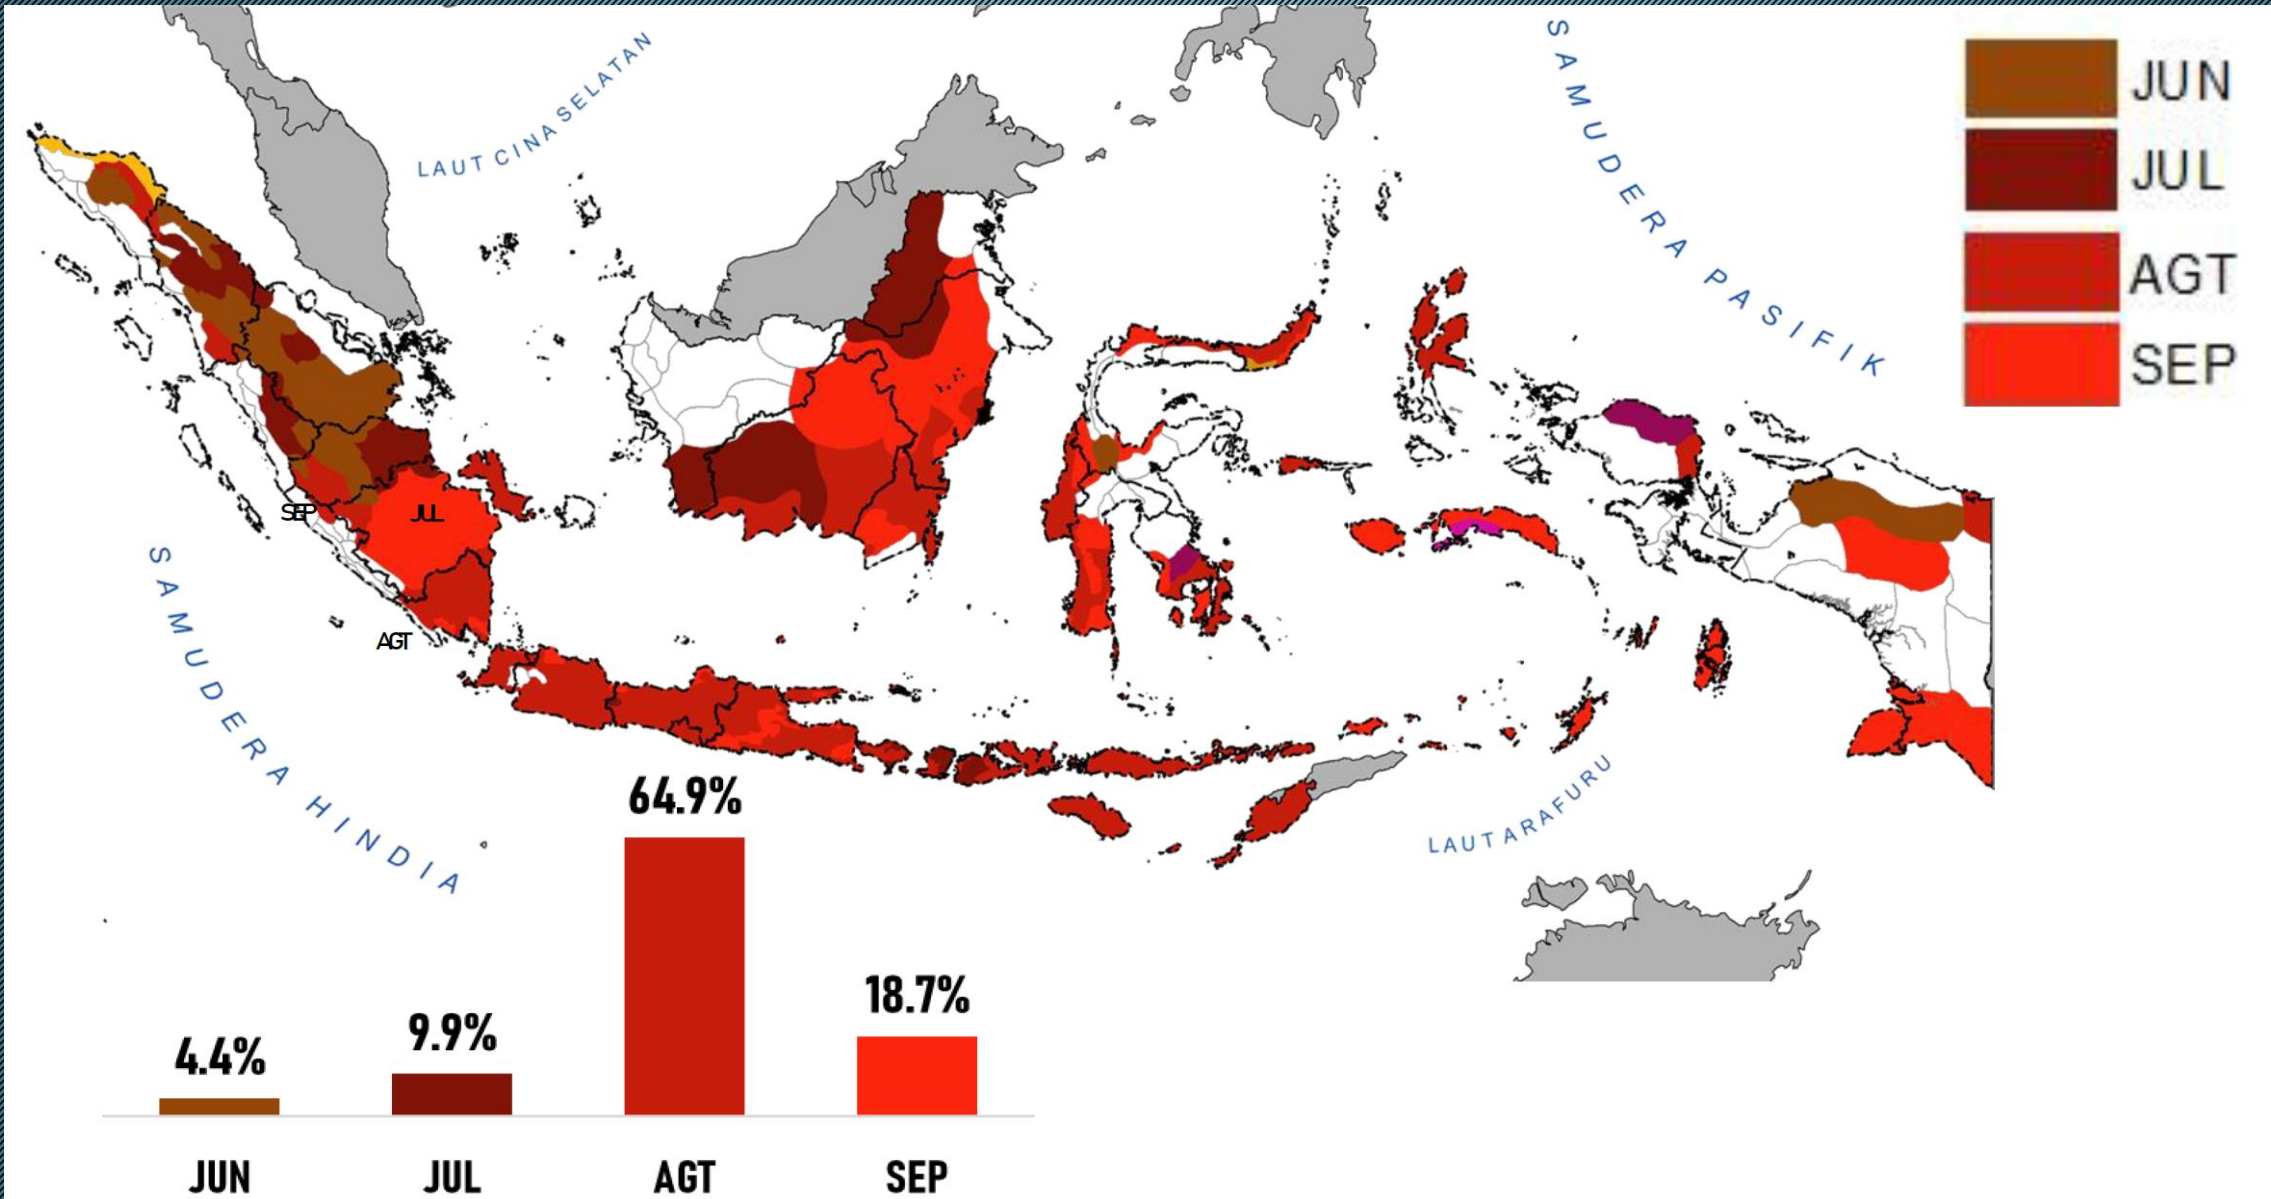 LAUT CINA SELATAN
SAMUDERA PASIFIK
JUN
JUL
AGT
SEP
SEP
JUL
AGT
SAMUDERA HINDIA
LAUT ARAFURU
64.9%
18.7%
9.9%
4.4%
JUN
JUL
AGT
SEP